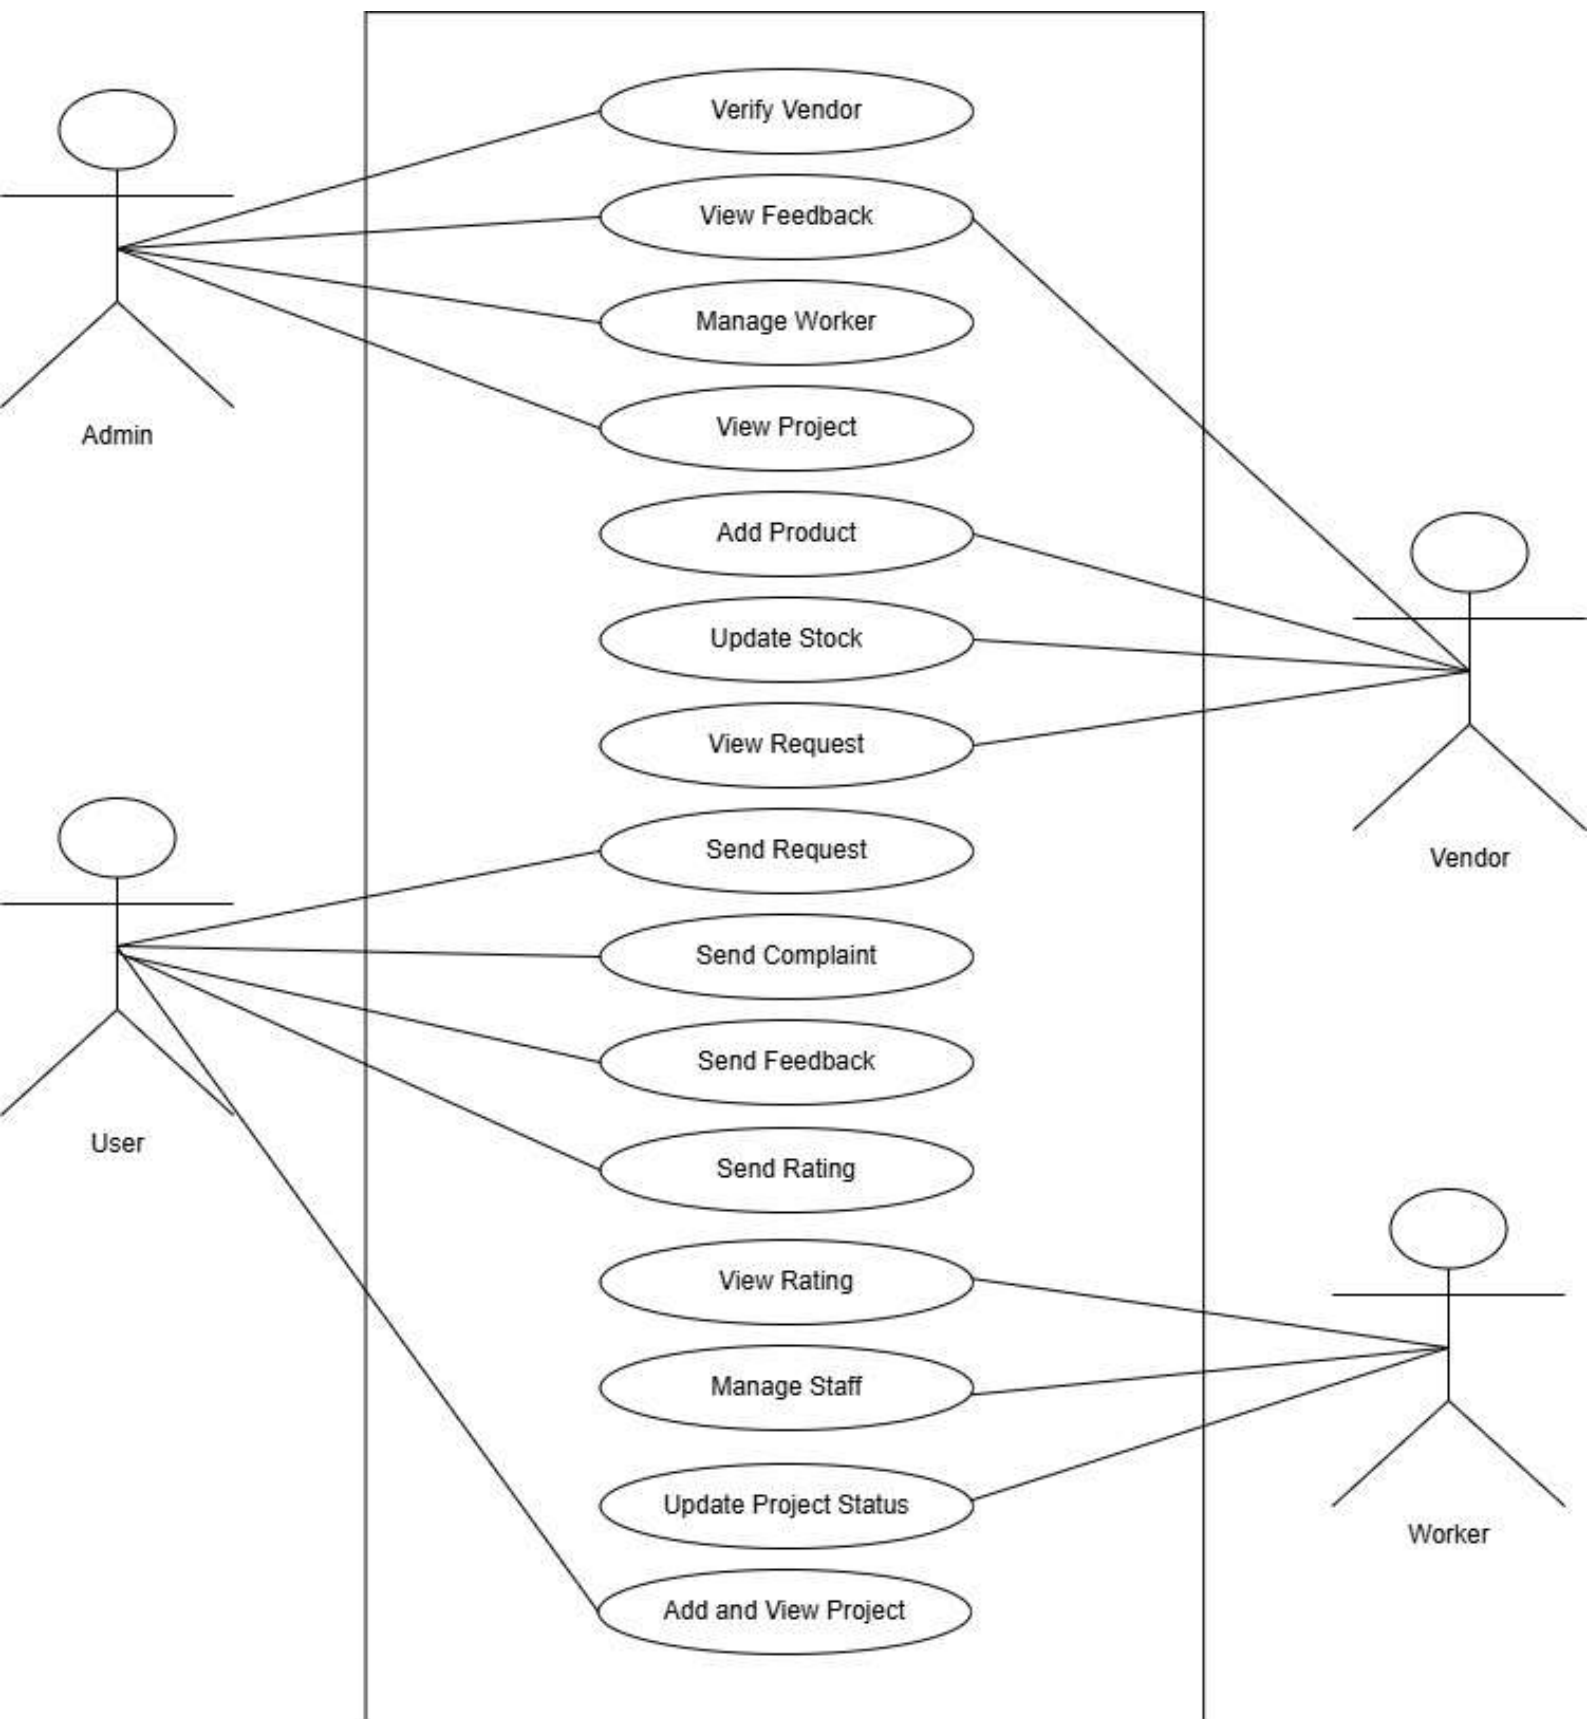 Verify Vendor
View Feedback
Manage Worker
View Project
Admin
Add Product
Update Stock
View Request
Send Request
Vendor
Send Complaint
Send Feedback
User
Send Rating
View Rating
Manage Staff
Update Project Status
Worker
Add and View Project